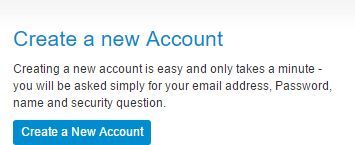 Create a new Account
Creating a new account is easy and only takes a minute -
you will be asked simply for your email address, Password,
name and security question.
Create a New Account